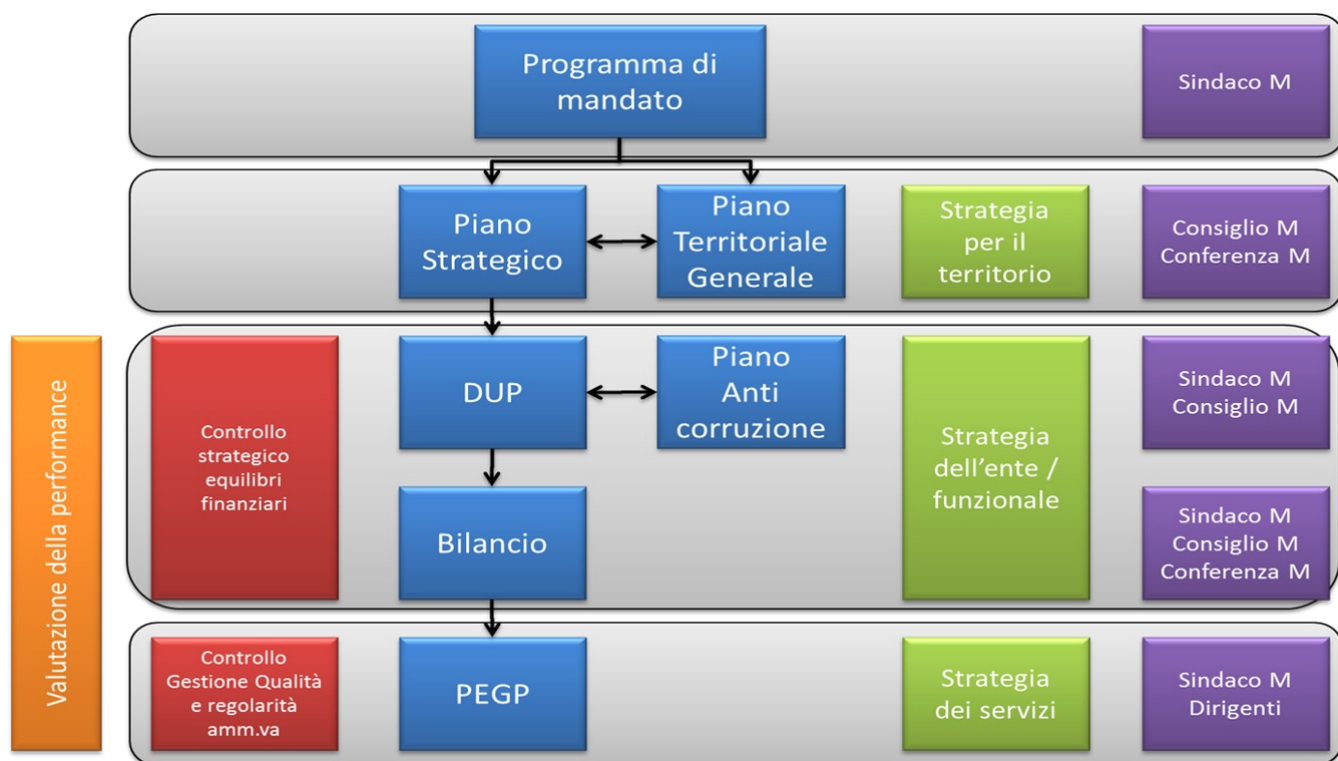 Programma di
mandato
Sindaco M
Piano
Strategico
Piano
Territoriale
Generale
Strategia
per il
territorio
Consiglio M
Conferenza M
Valutazione della performance
Controllo
strategico
equilibri
finanziari
DUP
Piano
Anti
corruzione
Strategia
dell'ente /
funzionale
Sindaco M
Consiglio M
Bilancio
Sindaco M
Consiglio M
Conferenza M
Controllo
Gestione Qualità
e regolarità
amm.va
PEGP
Strategia
dei servizi
Sindaco M
Dirigenti